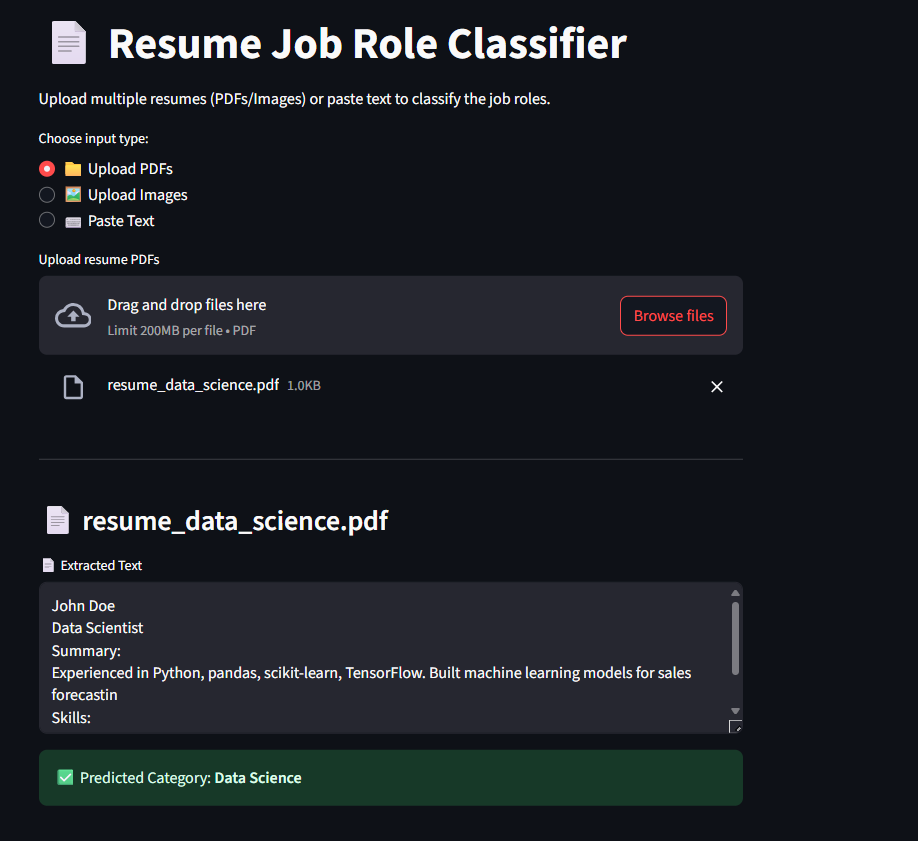 Resume Job Role Classifier
Upload multiple resumes (PDFs/Images) or paste text to classify the job roles.
Choose input type:
Upload PDFs
Upload Images
Paste Text
Upload resume PDFs
Drag and drop files here
Limit 200MB per file • PDF
Browse files
resume_data_science.pdf 1.0KB
resume_data_science.pdf
Extracted Text
John Doe
Data Scientist
Summary:
Experienced in Python, pandas, scikit-learn, TensorFlow. Built machine learning models for sales
forecastin
Skills:
Predicted Category: Data Science